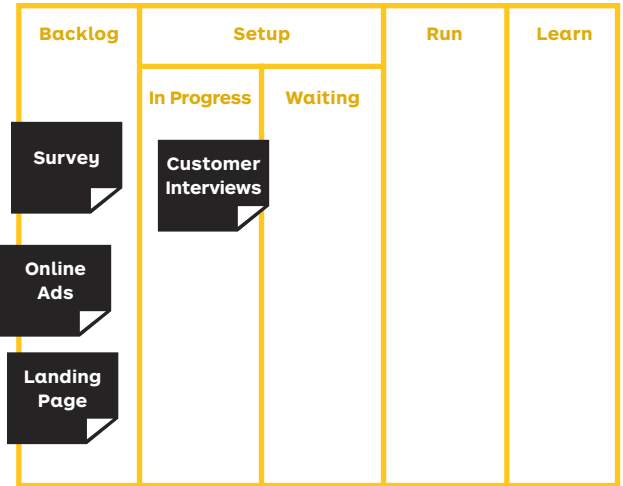 Backlog
Setup
Run
Learn
In Progress
Waiting
Survey
Customer
Interviews
Online
Ads
Landing
Page